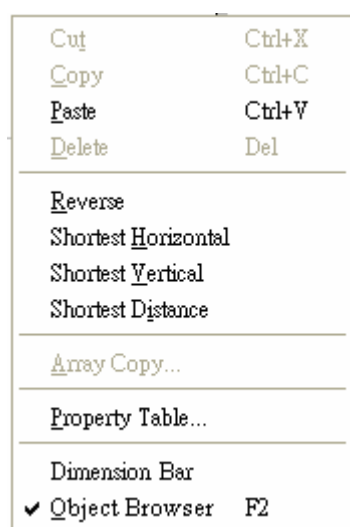 Cut Ctrl+X
Copy Ctrl+C
Paste Ctrl+V
Delete Del
Reverse
Shortest Horizontal
Shortest Vertical
Shortest Distance
Array Copy...
Property Table...
Dimension Bar
✔ Object Browser F2